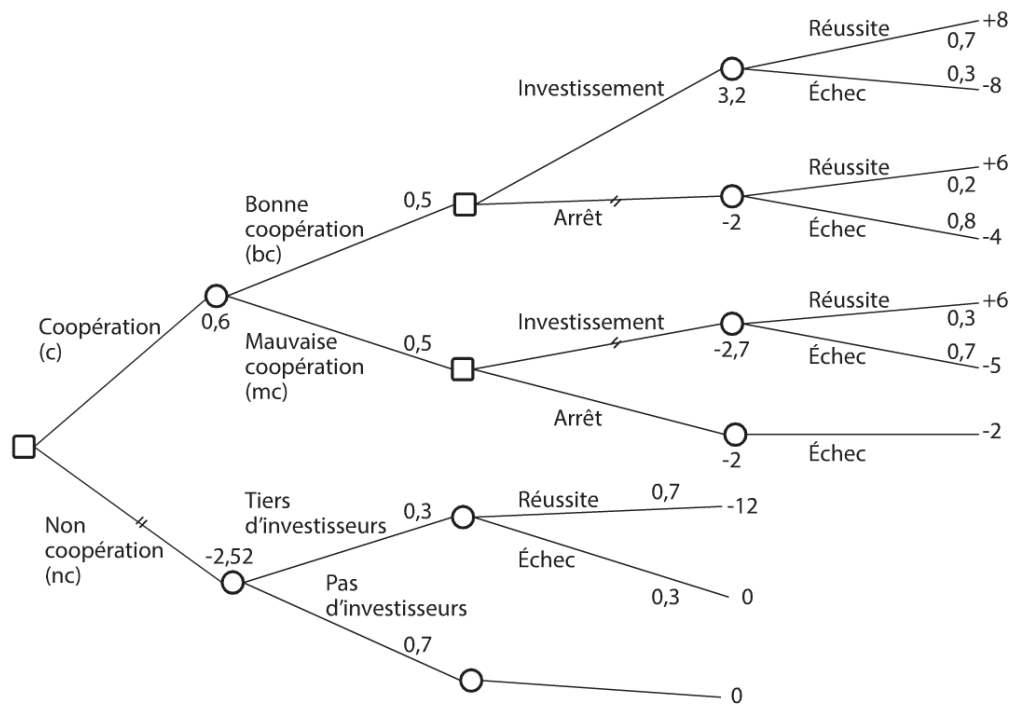 Réussite
+8
0,7
Investissement
3,2
0,3
Échec
-8
Réussite
+6
0,2
Bonne
coopération
(bc)
0,5
Arrêt
-2
0,8
Échec
-4
Coopération
(c)
0,6
Mauvaise
coopération
(mc)
0,5
Investissement
-2,7
Réussite
+6
0,3
0,7
Échec
-5
Arrêt
-2
Échec
-2
Non
coopération
(nc)
-2,52
Tiers
d'investisseurs
0,3
Réussite
0,7
-12
Échec
0,3
0
Pas
d'investisseurs
0,7
0